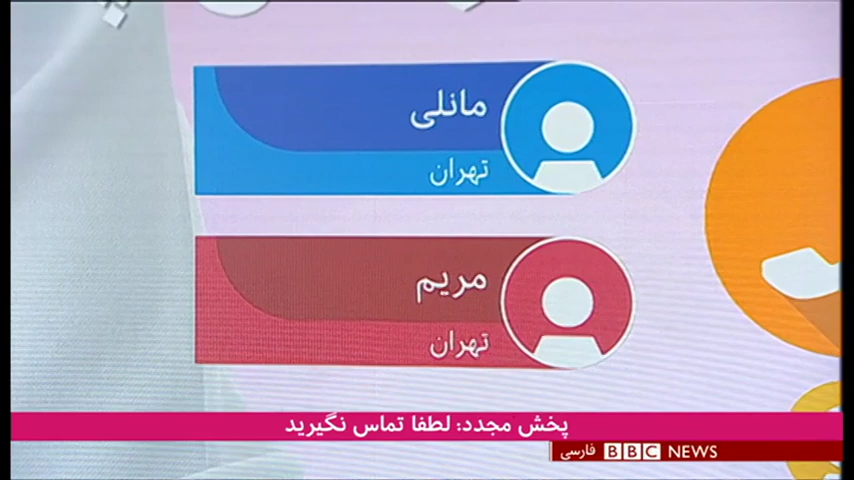 مانلی
تهران
مریم
تهران
پخش مجدد: لطفا تماس نگیرید
BBC NEWS فارسی